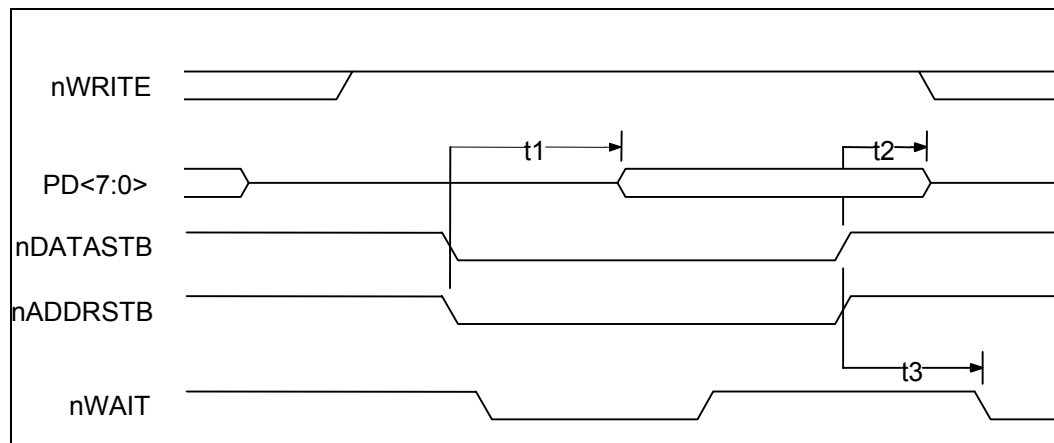 nWRITE
t1
t2
PD<7:0>
nDATASTB
nADDRSTB
t3
nWAIT